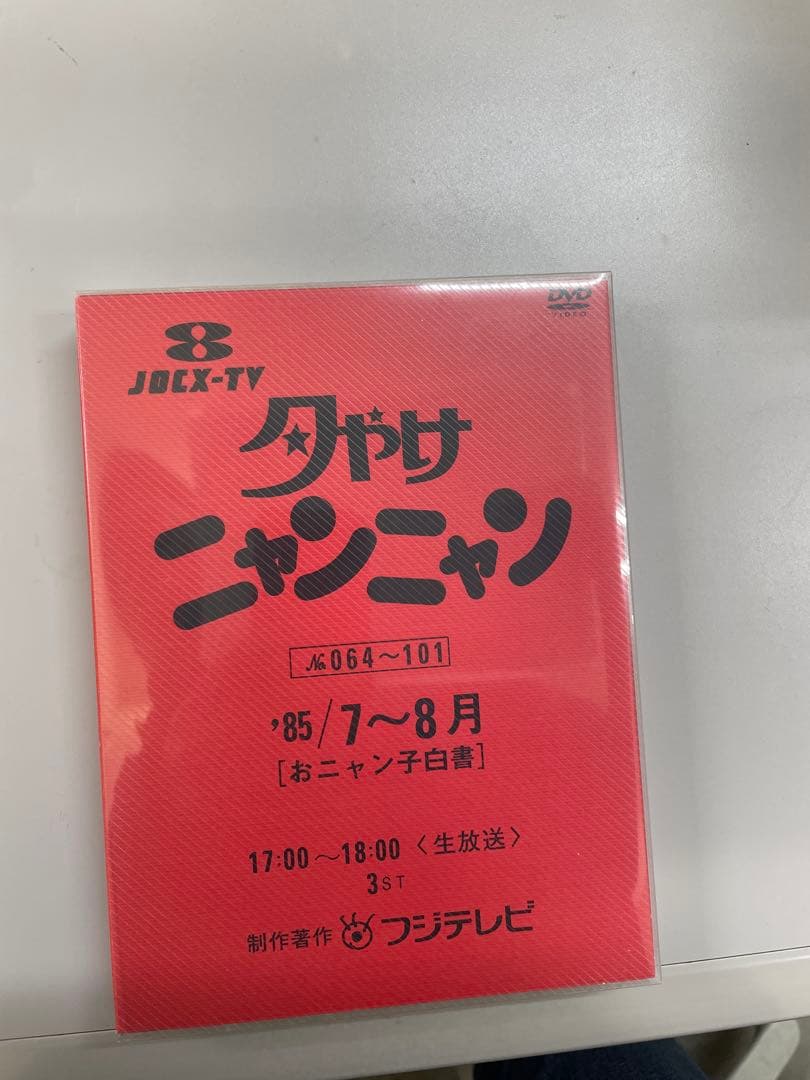 DVD
VIDEO
8
JOCX-TV
夕やけ
ニャンニャン
№064〜101
'85/7〜8月
[おニャン子白書]
17:00〜18:00〈生放送〉
3ST
制作著作 フジテレビ